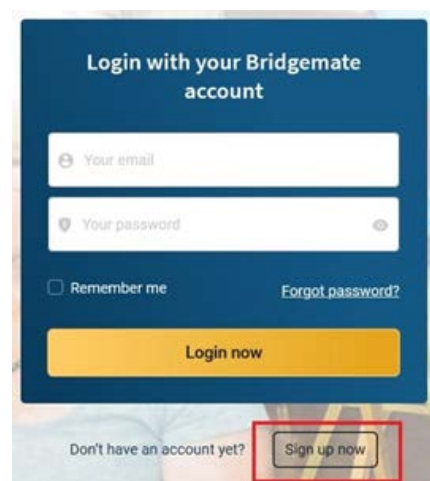 Login with your Bridgemate
account
Your email
Your password
Remember me Forgot password?
Login now
Don't have an account yet? Sign up now